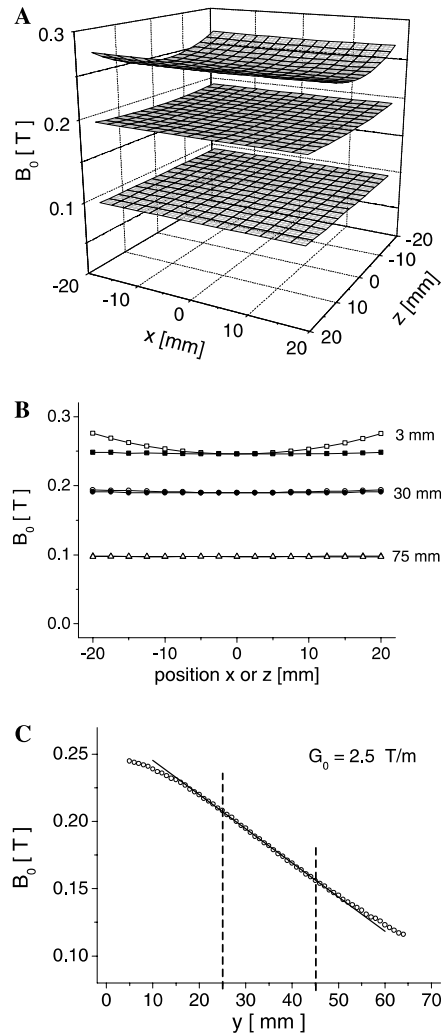 A
0.3
0.2
0.1
B₀ [ T ]
-20
-10
0
10
20
x [mm]
-20
-10
0
10
20
z [mm]
B
0.3
0.2
0.1
0.0
B₀ [ T ]
3 mm
30 mm
75 mm
-20 -10 0 10 20
position x or z [mm]
C
G₀ = 2.5 T/m
0.25
0.20
0.15
0.10
B₀ [ T ]
0 10 20 30 40 50 60 70
y [ mm ]